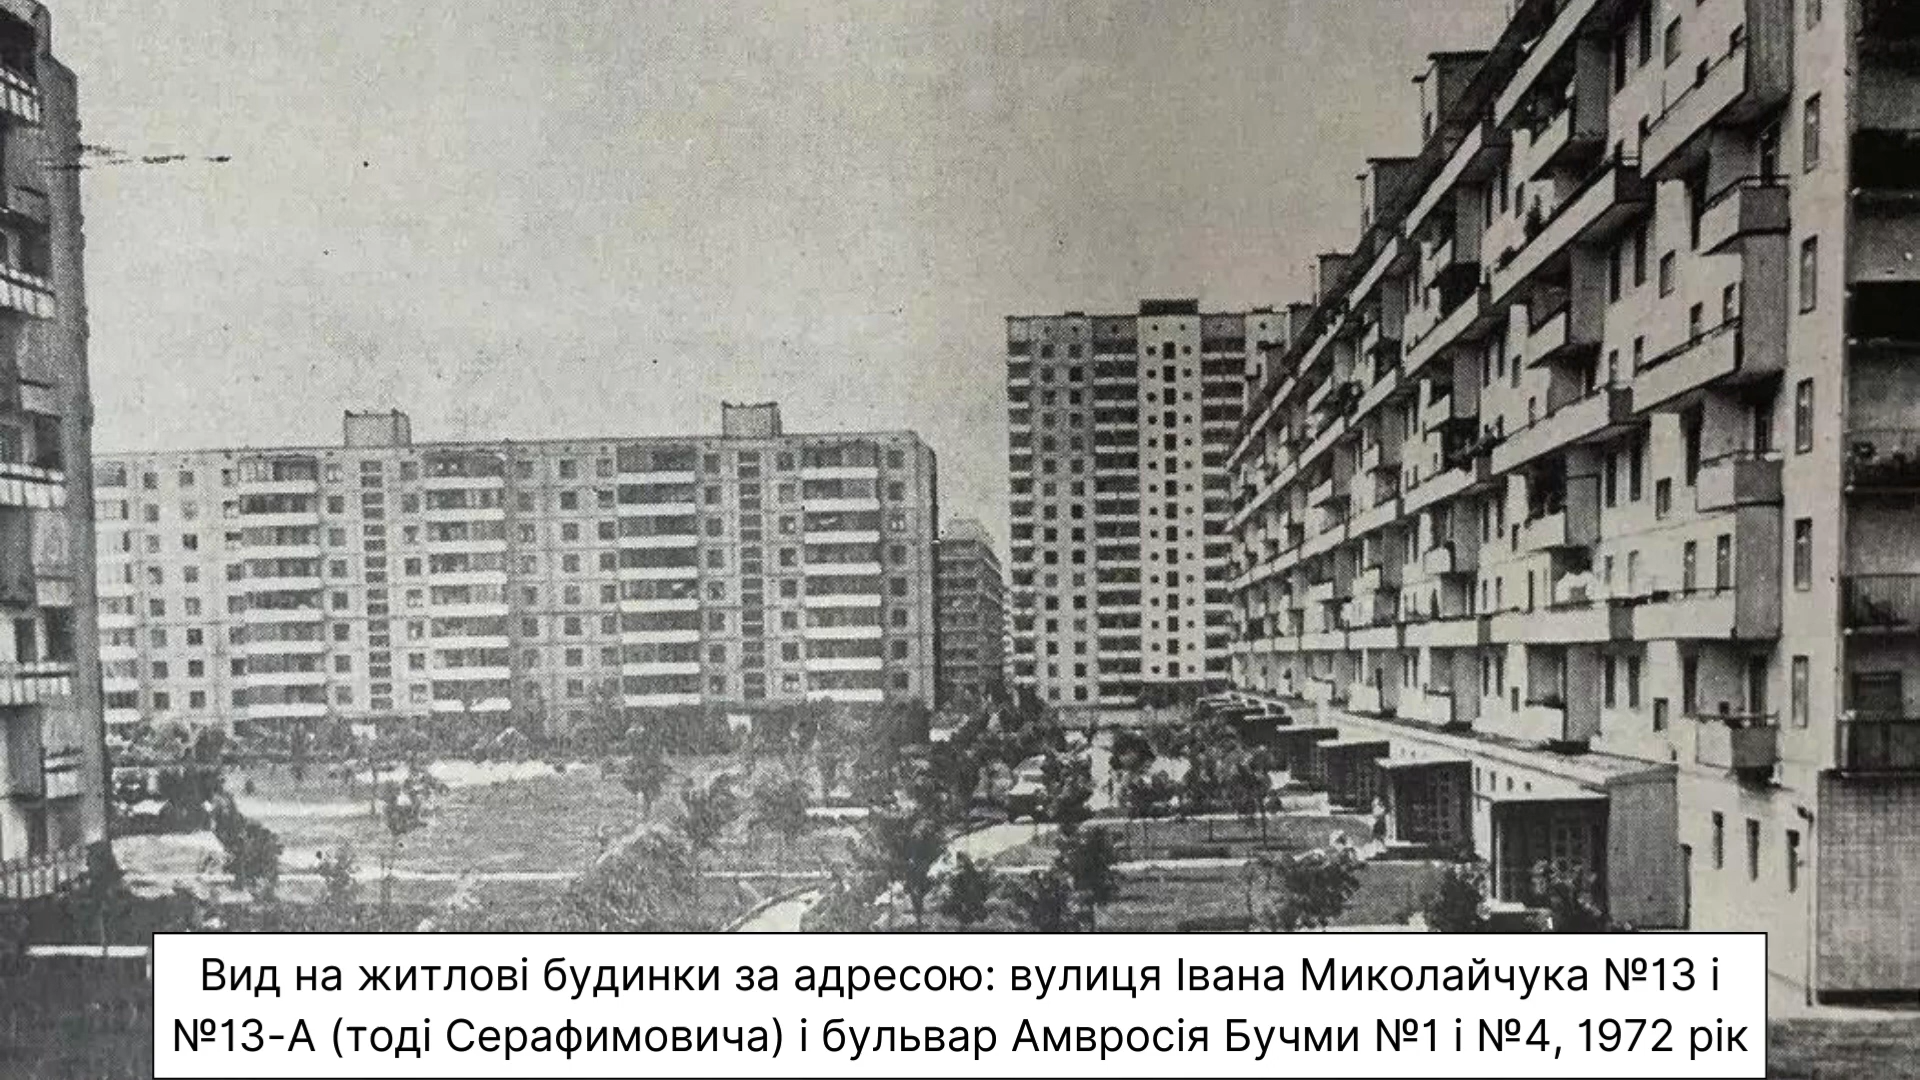 Вид на житлові будинки за адресою: вулиця Івана Миколайчука №13 і
№13-А (тоді Серафимовича) і бульвар Амвросія Бучми №1 і №4, 1972 рік